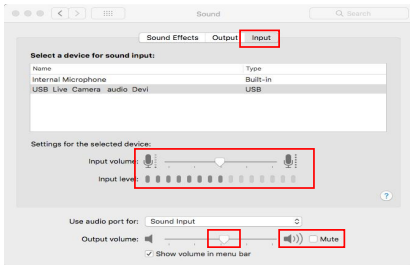 Sound
Search
Sound Effects Output Input
Select a device for sound input:
Name Type
Internal Microphone Built-in
USB Live Camera audio Devi USB
Settings for the selected device:
Input volume:
Input level:
?
Use audio port for: Sound Input
Output volume: Mute
Show volume in menu bar